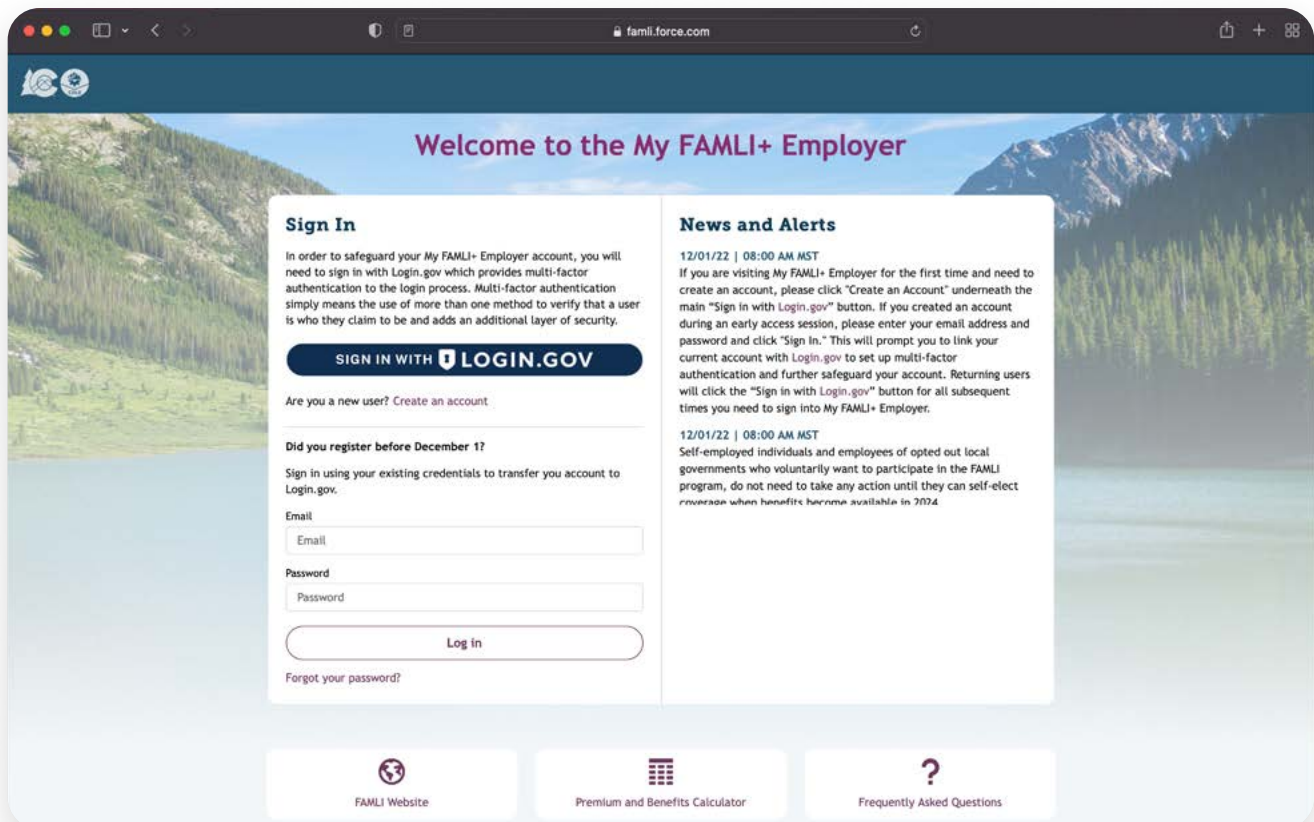 famli.force.com
Welcome to the My FAMLI+ Employer
Sign In
In order to safeguard your My FAMLI+ Employer account, you will
need to sign in with Login.gov which provides multi-factor
authentication to the login process. Multi-factor authentication
simply means the use of more than one method to verify that a user
is who they claim to be and adds an additional layer of security.
SIGN IN WITH LOGIN.GOV
Are you a new user? Create an account
Did you register before December 1?
Sign in using your existing credentials to transfer you account to
Login.gov.
Email
Email
Password
Password
Log in
Forgot your password?
News and Alerts
12/01/22 | 08:00 AM MST
If you are visiting My FAMLI+ Employer for the first time and need to
create an account, please click "Create an Account" underneath the
main “Sign in with Login.gov” button. If you created an account
during an early access session, please enter your email address and
password and click "Sign In." This will prompt you to link your
current account with Login.gov to set up multi-factor
authentication and further safeguard your account. Returning users
will click the “Sign in with Login.gov” button for all subsequent
times you need to sign into My FAMLI+ Employer.
12/01/22 | 08:00 AM MST
Self-employed individuals and employees of opted out local
governments who voluntarily want to participate in the FAMLI
program, do not need to take any action until they can self-elect
coverage when benefits become available in 2024
FAMLI Website
Premium and Benefits Calculator
Frequently Asked Questions